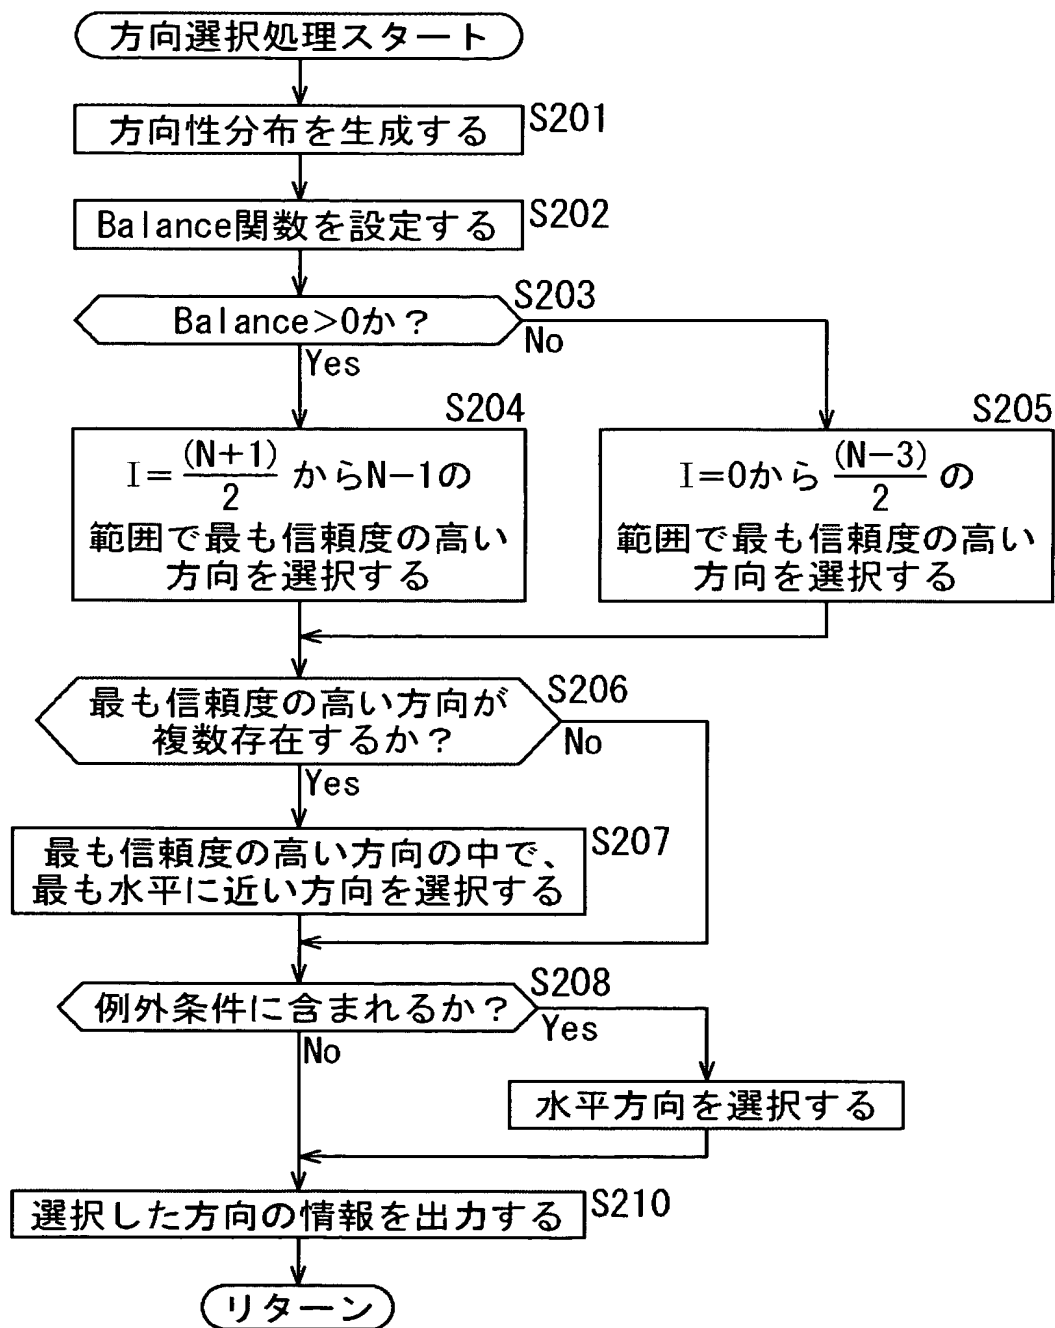 方向選択処理スタート
S201
方向性分布を生成する
S202
Balance関数を設定する
S203
Balance>0か？
No
Yes
S204
I=(N+1)/2からN−1の
範囲で最も信頼度の高い
方向を選択する
S205
I=0から(N−3)/2の
範囲で最も信頼度の高い
方向を選択する
S206
最も信頼度の高い方向が
複数存在するか？
No
Yes
S207
最も信頼度の高い方向の中で、
最も水平に近い方向を選択する
S208
例外条件に含まれるか？
Yes
No
水平方向を選択する
S210
選択した方向の情報を出力する
リターン